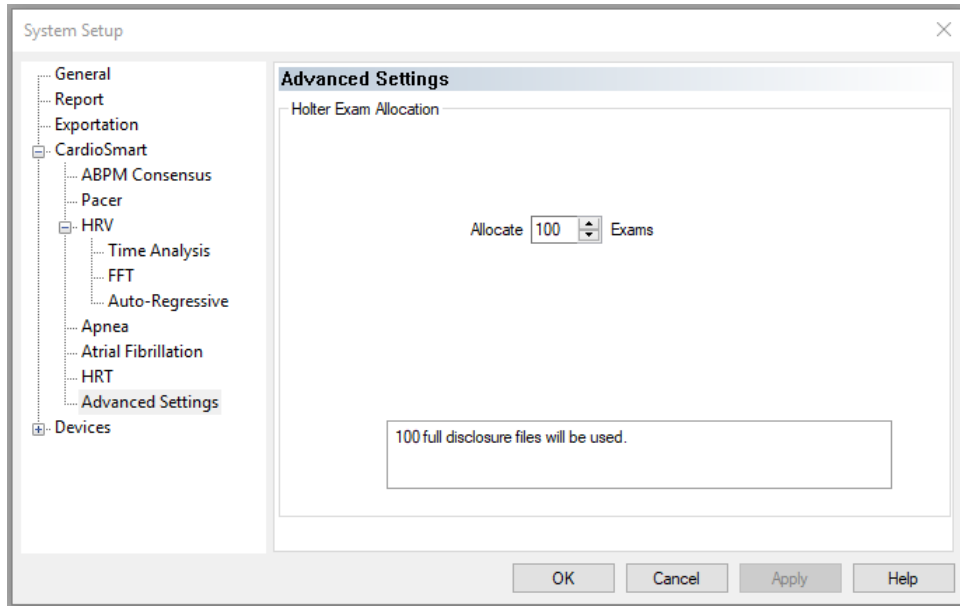 System Setup
General
Report
Exportation
CardioSmart
ABPM Consensus
Pacer
HRV
Time Analysis
FFT
Auto-Regressive
Apnea
Atrial Fibrillation
HRT
Advanced Settings
Devices
Advanced Settings
Holter Exam Allocation
Allocate 100 Exams
100 full disclosure files will be used.
OK Cancel Apply Help